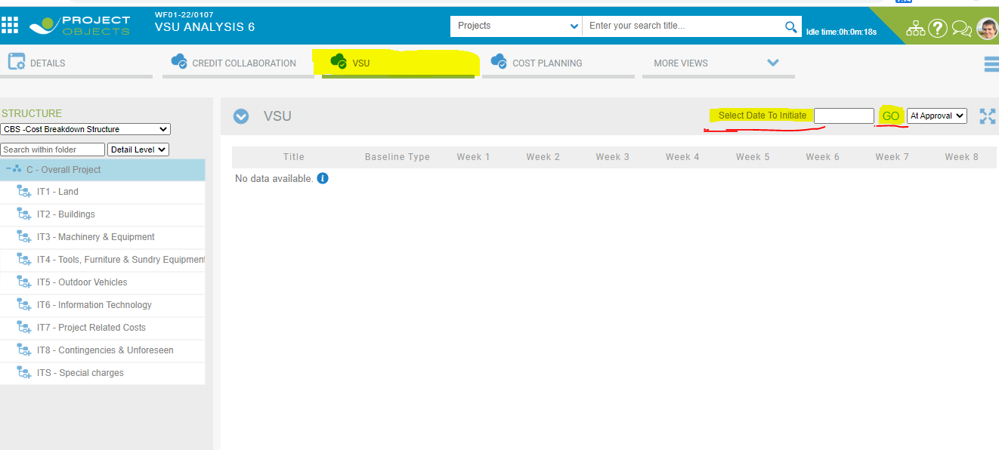 PROJECT
OBJECTS
WF01-22/0107
VSU ANALYSIS 6
Projects
Enter your search title...
Idle time:0h:0m:18s
?
DETAILS
CREDIT COLLABORATION
VSU
COST PLANNING
MORE VIEWS
STRUCTURE
CBS -Cost Breakdown Structure
Search within folder
Detail Level
C - Overall Project
IT1 - Land
IT2 - Buildings
IT3 - Machinery & Equipment
IT4 - Tools, Furniture & Sundry Equipment
IT5 - Outdoor Vehicles
IT6 - Information Technology
IT7 - Project Related Costs
IT8 - Contingencies & Unforeseen
ITS - Special charges
VSU
Select Date To Initiate
GO
At Approval
Title Baseline Type Week 1 Week 2 Week 3 Week 4 Week 5 Week 6 Week 7 Week 8
No data available. i